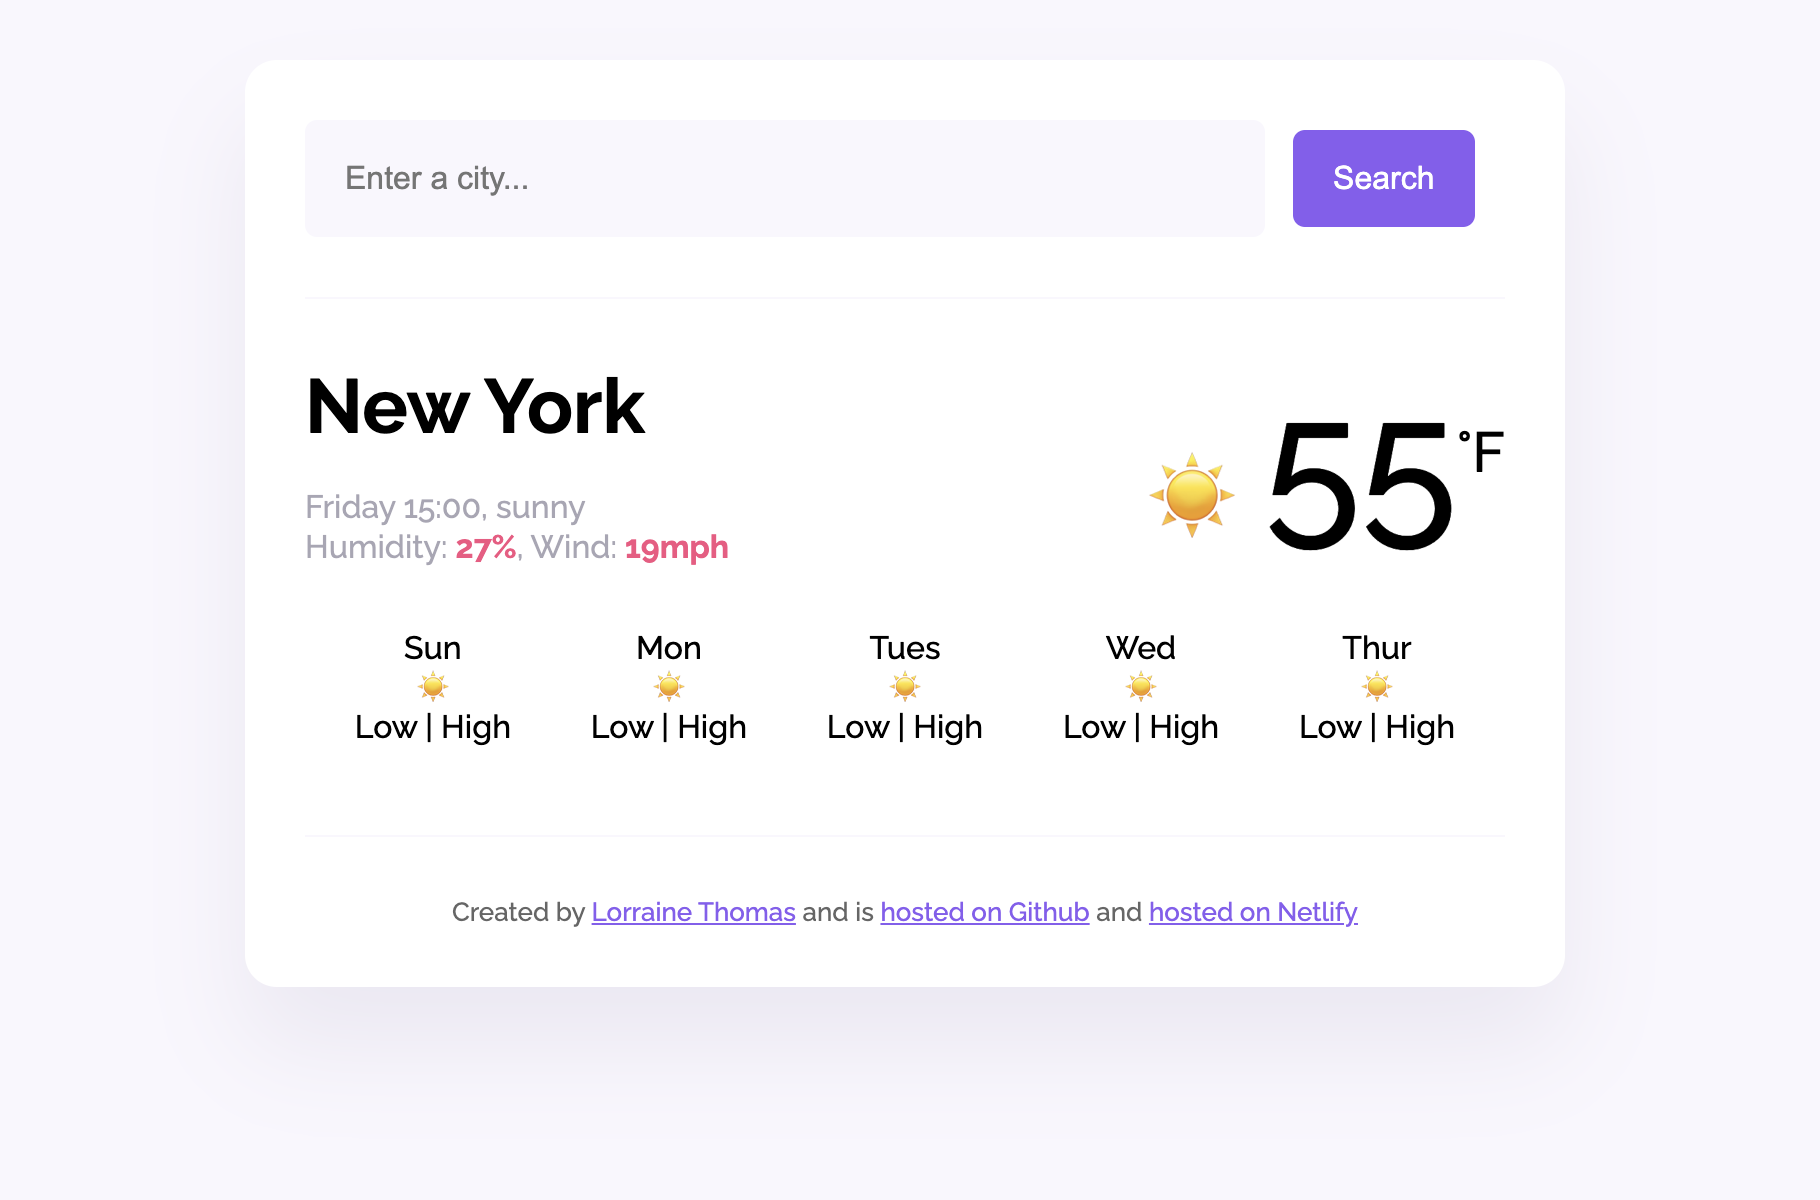 Enter a city...
Search
New York
Friday 15:00, sunny
Humidity: 27%, Wind: 19mph
55 °F
Sun Mon Tues Wed Thur
Low | High Low | High Low | High Low | High Low | High
Created by Lorraine Thomas and is hosted on Github and hosted on Netlify